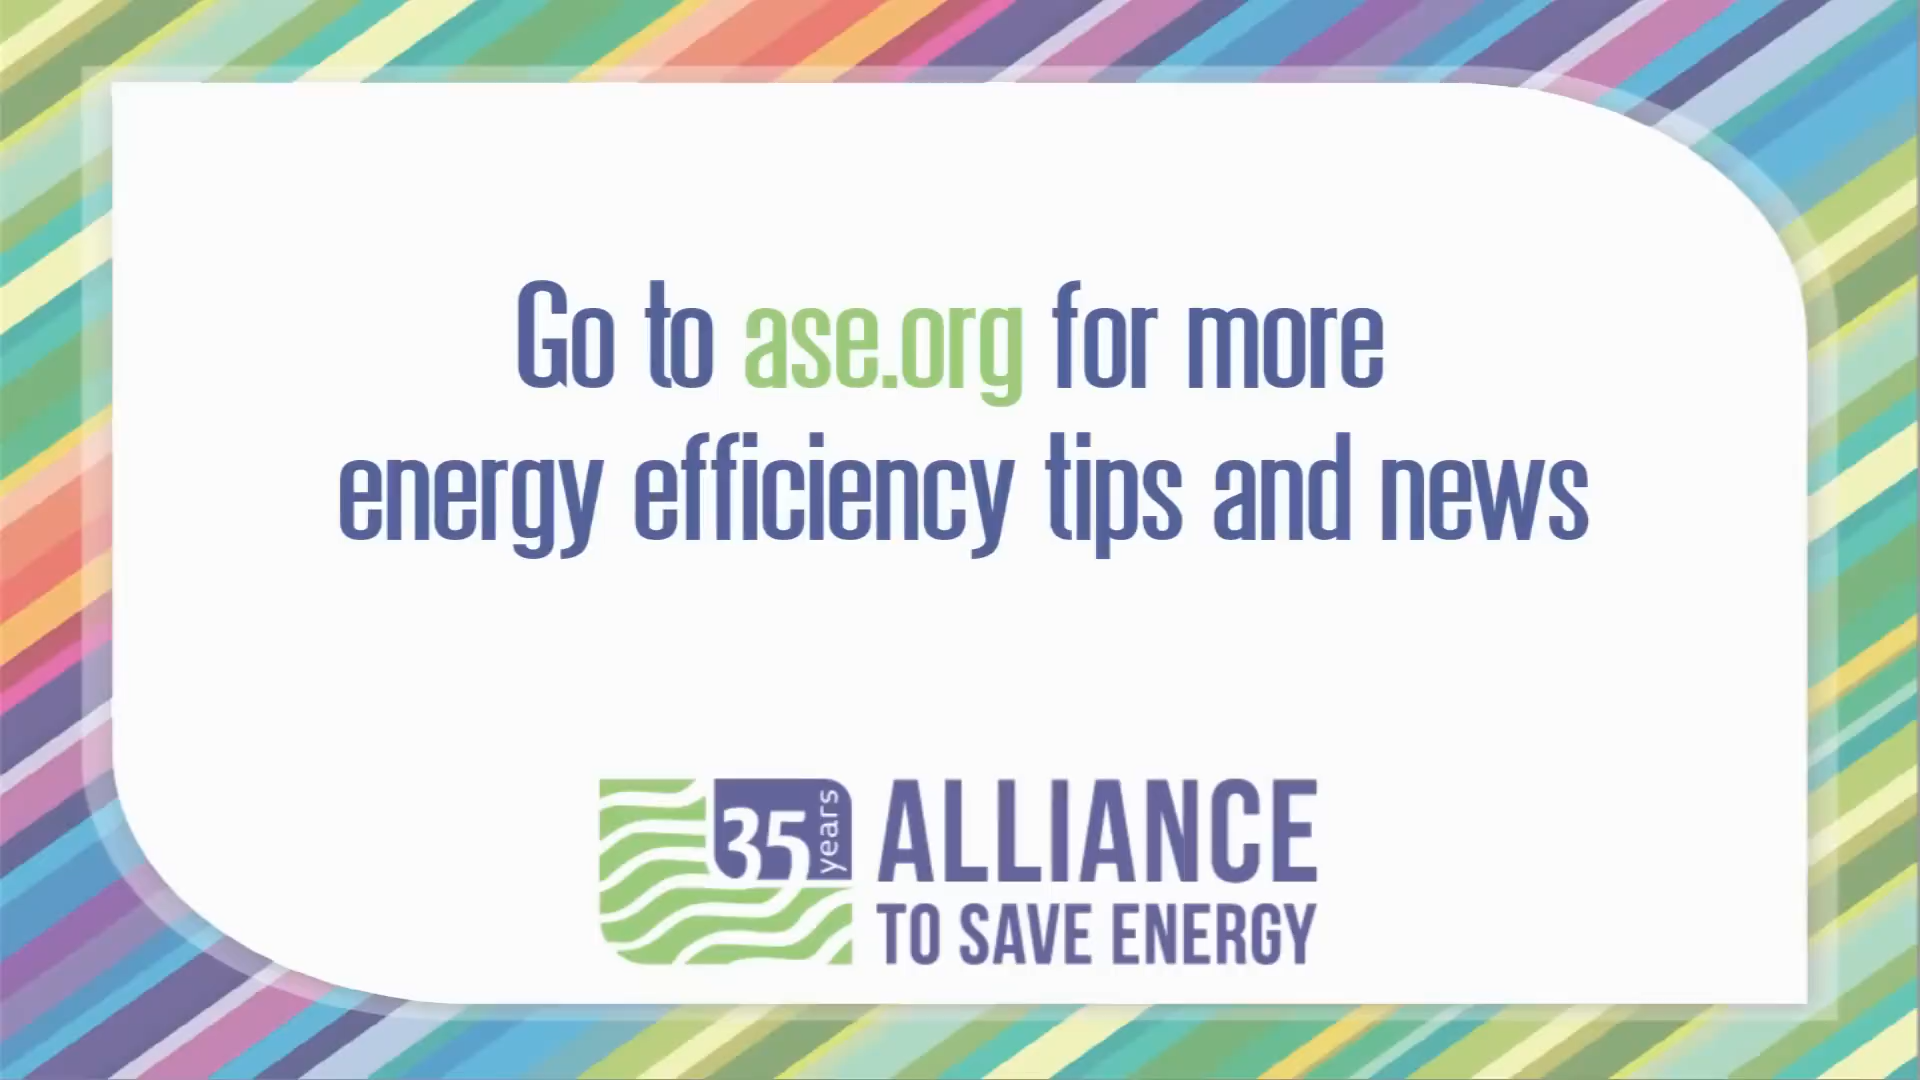 Go to ase.org for more
energy efficiency tips and news
35 years
ALLIANCE
TO SAVE ENERGY